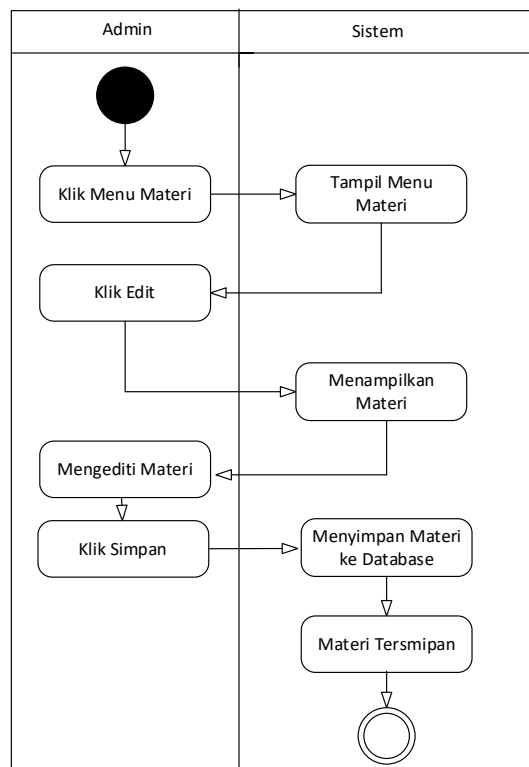 Admin
Sistem
Klik Menu Materi
Tampil Menu
Materi
Klik Edit
Menampilkan
Materi
Mengediti Materi
Klik Simpan
Menyimpan Materi
ke Database
Materi Tersmipan